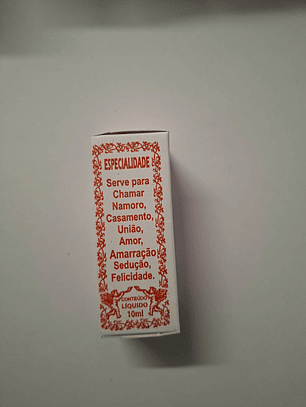 ESPECIALIDADE
Serve para
Chamar
Namoro,
Casamento,
União,
Amor,
Amarração
Sedução,
Felicidade.
CONTEÚDO
LÍQUIDO
10ml